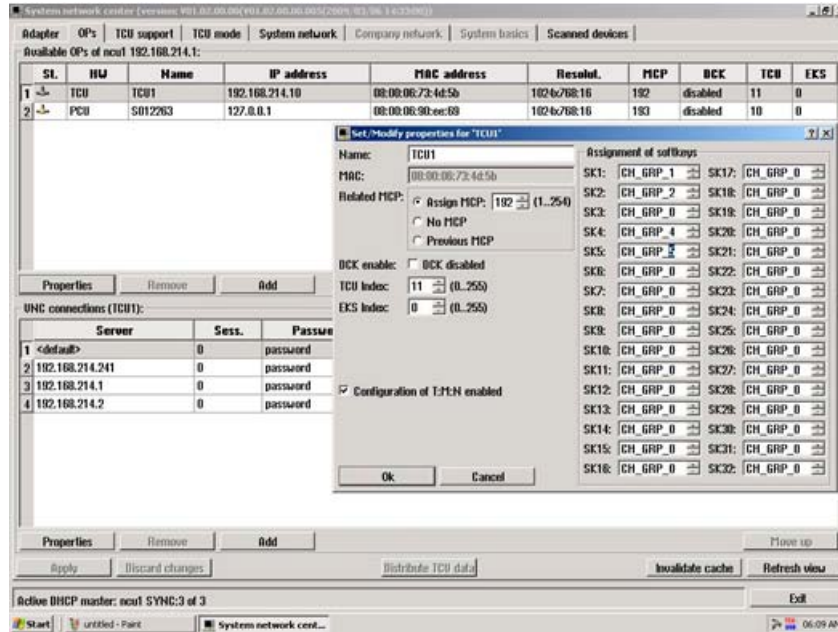 System network center (version: V01.02.00.00(V01.02.00.00.005(2009/03/06 14:33:00))
Adapter OPs TCU support TCU mode System network Company network System basics Scanned devices
Available OPs of ncu1 192.168.214.1:
St. HW Name IP address MAC address Resolut. MCP DCK TCU EKS
1 TCU TCU1 192.168.214.10 08:00:06:73:4d:5b 1024x768:16 192 disabled 11 0
2 PCU S012263 127.0.0.1 08:00:06:90:ee:69 1024x768:16 193 disabled 10 0
Properties Remove Add
VNC connections (TCU1):
Server Sess. Passwo
1 <default> 0 password
2 192.168.214.241 0 password
3 192.168.214.1 0 password
4 192.168.214.2 0 password
Set/Modify properties for "TCU1"
Name: TCU1
MAC: 08:00:06:73:4d:5b
Related MCP: Assign MCP: 192 (1..254)
No MCP
Previous MCP
DCK enable: DCK disabled
TCU Index: 11 (0..255)
EKS Index: 0 (0..255)
Configuration of T:M:N enabled
Ok Cancel
Assignment of softkeys
SK1: CH_GRP_1 SK17: CH_GRP_0
SK2: CH_GRP_2 SK18: CH_GRP_0
SK3: CH_GRP_0 SK19: CH_GRP_0
SK4: CH_GRP_4 SK20: CH_GRP_0
SK5: CH_GRP_ SK21: CH_GRP_0
SK6: CH_GRP_0 SK22: CH_GRP_0
SK7: CH_GRP_0 SK23: CH_GRP_0
SK8: CH_GRP_0 SK24: CH_GRP_0
SK9: CH_GRP_0 SK25: CH_GRP_0
SK10: CH_GRP_0 SK26: CH_GRP_0
SK11: CH_GRP_0 SK27: CH_GRP_0
SK12: CH_GRP_0 SK28: CH_GRP_0
SK13: CH_GRP_0 SK29: CH_GRP_0
SK14: CH_GRP_0 SK30: CH_GRP_0
SK15: CH_GRP_0 SK31: CH_GRP_0
SK16: CH_GRP_0 SK32: CH_GRP_0
Properties Remove Add Move up
Apply Discard changes Distribute TCU data Invalidate cache Refresh view
Active DHCP master: ncu1 SYNC:3 of 3 Exit
Start untitled - Paint System network cent... 06:09 AM